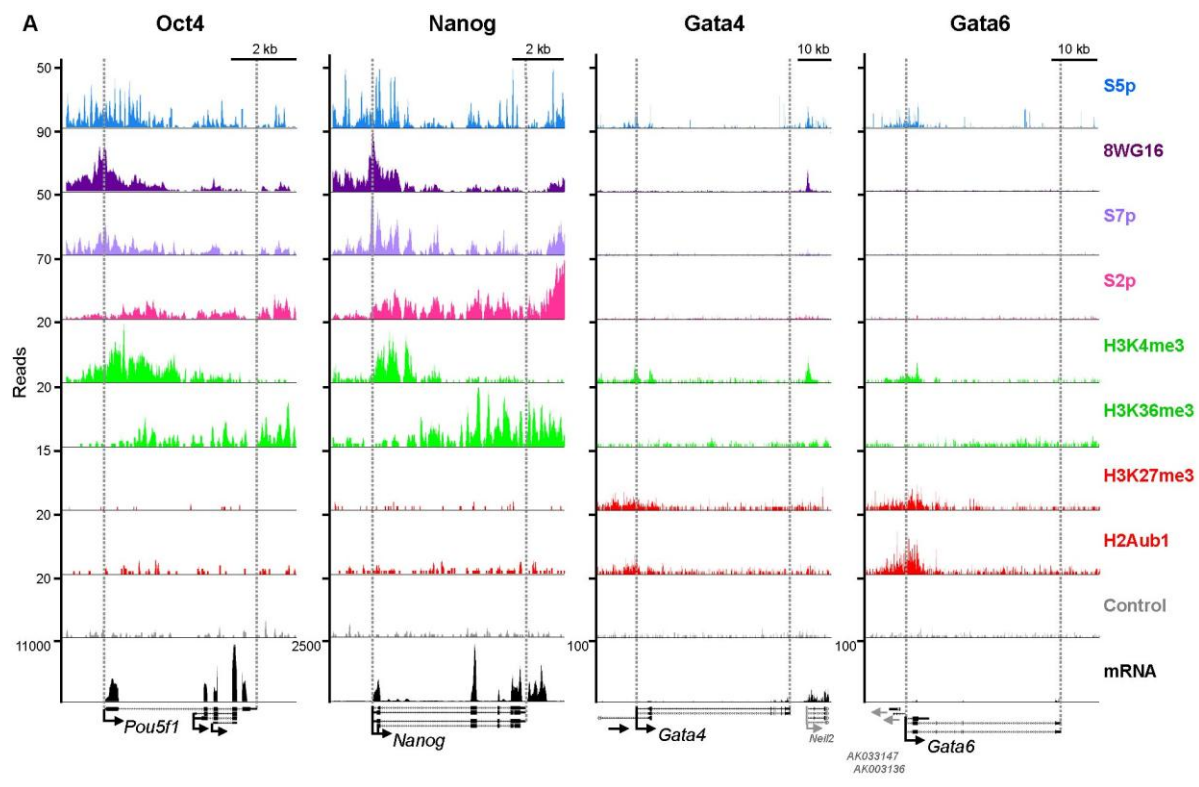 A
Oct4 Nanog Gata4 Gata6
2 kb 2 kb 10 kb 10 kb
50
S5p
90
8WG16
50
S7p
70
S2p
20
H3K4me3
Reads
20
H3K36me3
15
H3K27me3
20
H2Aub1
20
Control
11000 2500 100 100
mRNA
Pou5f1 Nanog Gata4 Neil2 Gata6
AK033147
AK003136